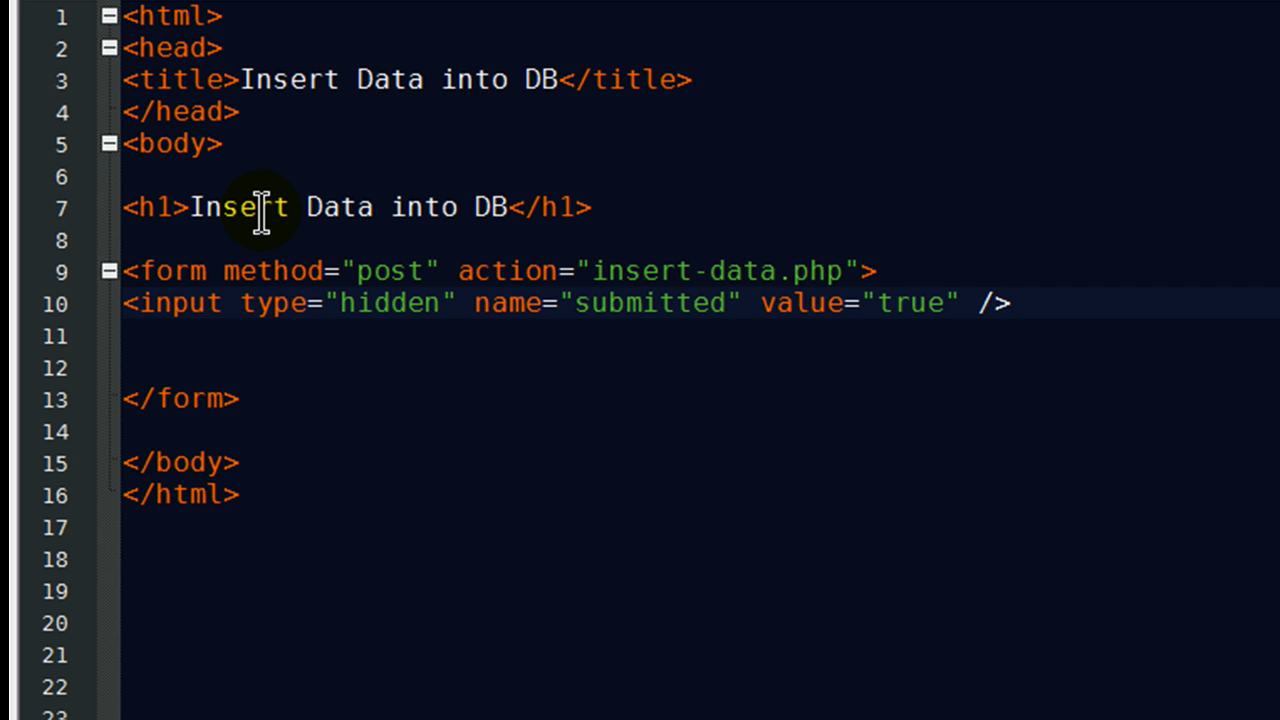 1 <html>
2 <head>
3 <title>Insert Data into DB</title>
4 </head>
5 <body>
6
7 <h1>Insert Data into DB</h1>
8
9 <form method="post" action="insert-data.php">
10 <input type="hidden" name="submitted" value="true" />
11
12
13 </form>
14
15 </body>
16 </html>
17
18
19
20
21
22
23